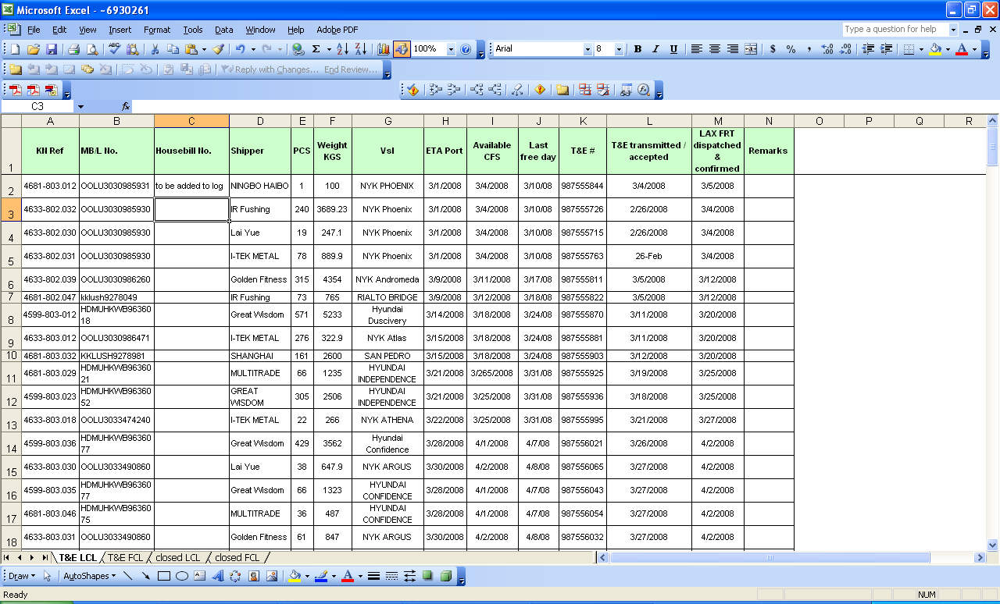 Microsoft Excel - ~6930261
File Edit View Insert Format Tools Data Window Help Adobe PDF Type a question for help
100% Arial 8 B I U $ % ,
Reply with Changes... End Review...
C3 fx
A B C D E F G H I J K L M N O P Q R
1 KN Ref MB/L No. Housebill No. Shipper PCS Weight KGS Vsl ETA Port Available CFS Last free day T&E # T&E transmitted / accepted LAX FRT dispatched & confirmed Remarks
2 4681-803.012 OOLU3030985931 to be added to log NINGBO HAIBO 1 100 NYK PHOENIX 3/1/2008 3/4/2008 3/10/08 987555844 3/4/2008 3/5/2008
3 4633-802.032 OOLU3030985930 IR Fushing 240 3689.23 NYK Phoenix 3/1/2008 3/4/2008 3/10/08 987555726 2/26/2008 3/4/2008
4 4633-802.030 OOLU3030985930 Lai Yue 19 247.1 NYK Phoenix 3/1/2008 3/4/2008 3/10/08 987555715 2/26/2008 3/4/2008
5 4633-802.031 OOLU3030985930 I-TEK METAL 78 889.9 NYK Phoenix 3/1/2008 3/4/2008 3/10/08 987555763 26-Feb 3/4/2008
6 4633-802.039 OOLU3030986260 Golden Fitness 315 4354 NYK Andromeda 3/9/2008 3/11/2008 3/17/08 987555811 3/5/2008 3/12/2008
7 4681-802.047 kklush9278049 IR Fushing 73 765 RIALTO BRIDGE 3/9/2008 3/12/2008 3/18/08 987555822 3/5/2008 3/12/2008
8 4599-803-012 HDMUHKWB9636018 Great Wisdom 571 5233 Hyundai Duscivery 3/14/2008 3/18/2008 3/24/08 987555870 3/11/2008 3/20/2008
9 4633-803.012 OOLU3030986471 I-TEK METAL 276 322.9 NYK Atlas 3/15/2008 3/18/2008 3/24/08 987555881 3/11/2008 3/20/2008
10 4681-803.032 KKLUSH9278981 SHANGHAI 161 2600 SAN PEDRO 3/15/2008 3/18/2008 3/24/08 987555903 3/12/2008 3/20/2008
11 4681-803.029 HDMUHKWB9636021 MULTITRADE 66 1235 HYUNDAI INDEPENDENCE 3/21/2008 3/265/2008 3/31/08 987555925 3/19/2008 3/25/2008
12 4599-803.023 HDMUHKWB9636052 GREAT WISDOM 305 2506 HYUNDAI INDEPENDENCE 3/21/2008 3/25/2008 3/31/08 987555936 3/18/2008 3/25/2008
13 4633-803.018 OOLU3033474240 I-TEK METAL 22 266 NYK ATHENA 3/22/2008 3/25/2008 3/31/08 987555995 3/21/2008 3/27/2008
14 4599-803.036 HDMUHKWB9636077 Great Wisdom 429 3562 Hyundai Confidence 3/28/2008 4/1/2008 4/7/08 987556021 3/26/2008 4/2/2008
15 4633-803.030 OOLU3033490860 Lai Yue 38 647.9 NYK ARGUS 3/30/2008 4/2/2008 4/8/08 987556065 3/27/2008 4/2/2008
16 4599-803.035 HDMUHKWB9636077 Great Wisdom 66 1323 HYUNDAI CONFIDENCE 3/28/2008 4/1/2008 4/7/08 987556043 3/27/2008 4/2/2008
17 4681-803.046 HDMUHKWB9636075 MULTITRADE 36 487 HYUNDAI CONFIDENCE 3/28/2008 4/1/2008 4/7/08 987556054 3/27/2008 4/2/2008
18 4633-803.031 OOLU3033490860 Golden Fitness 61 847 NYK ARGUS 3/30/2008 4/2/2008 4/8/08 987556032 3/27/2008 4/2/2008
T&E LCL T&E FCL closed LCL closed FCL
Draw AutoShapes
Ready NUM